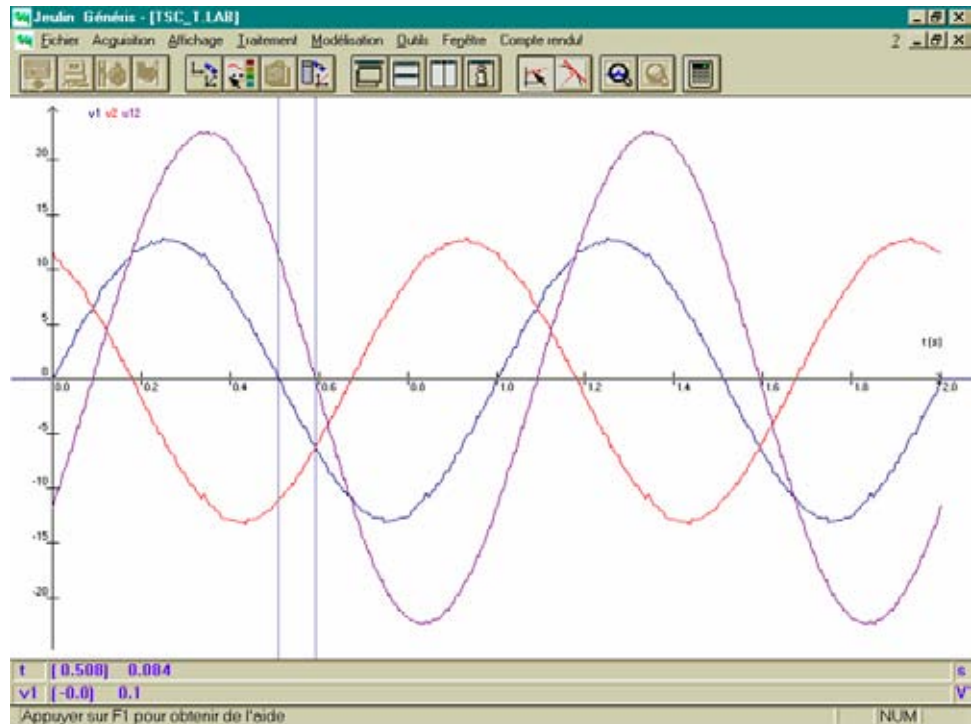 Jeulin Généris - [TSC_T.LAB]
Fichier Acquisition Affichage Traitement Modélisation Outils Fenêtre Compte rendu ?
v1 v2 u12
20
15
10
5
0
-5
-10
-15
-20
0.0 0.2 0.4 0.6 0.8 1.0 1.2 1.4 1.6 1.8 2.0
t(s)
t (0.508) 0.084 s
v1 (-0.0) 0.1 V
Appuyer sur F1 pour obtenir de l'aide NUM